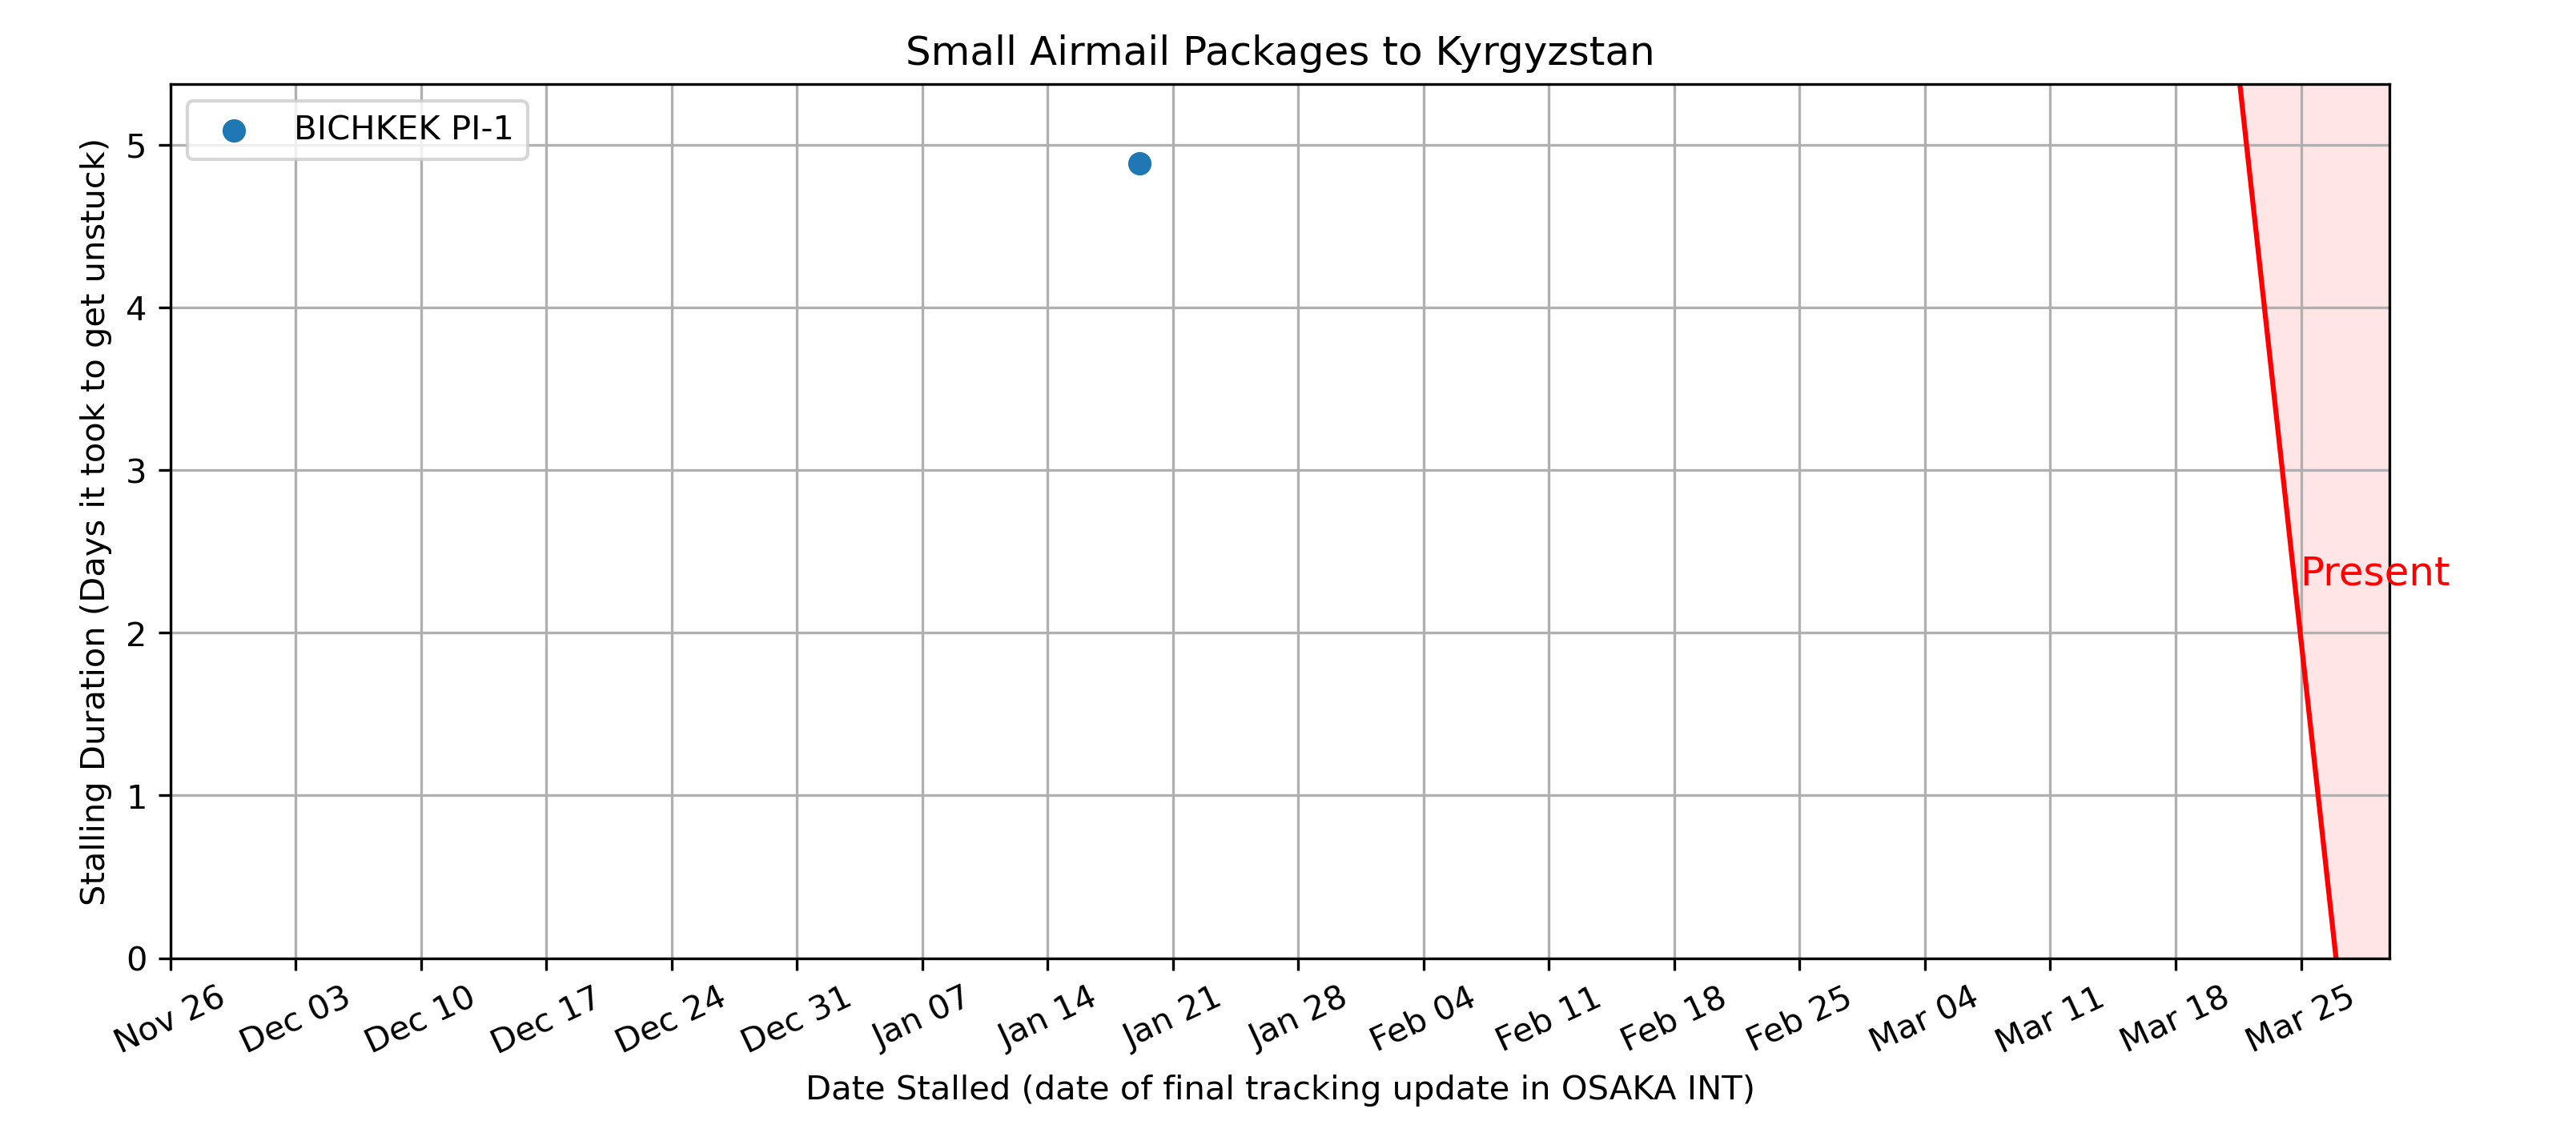 Small Airmail Packages to Kyrgyzstan
BICHKEK PI-1
Stalling Duration (Days it took to get unstuck)
5
4
3
2
1
0
Present
Nov 26
Dec 03
Dec 10
Dec 17
Dec 24
Dec 31
Jan 07
Jan 14
Jan 21
Jan 28
Feb 04
Feb 11
Feb 18
Feb 25
Mar 04
Mar 11
Mar 18
Mar 25
Date Stalled (date of final tracking update in OSAKA INT)